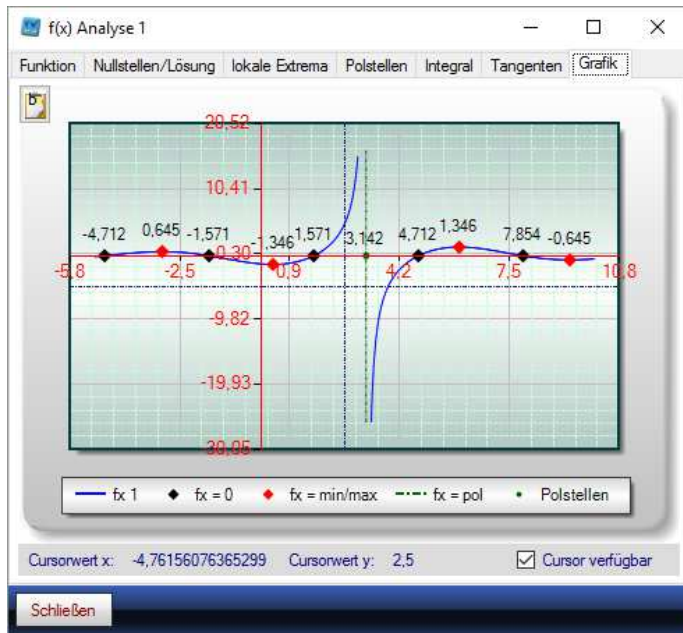 f(x) Analyse 1
Funktion Nullstellen/Lösung lokale Extrema Polstellen Integral Tangenten Grafik
20,52
10,41
-4,712 0,645 -1,571 -1,346 1,571 3,142 4,712 1,346 7,854 -0,645
0,30
-5,8 -2,5 0,9 4,2 7,5 10,8
-9,82
-19,93
-30,05
fx 1 fx = 0 fx = min/max fx = pol Polstellen
Cursorwert x: -4,76156076365299 Cursorwert y: 2,5 Cursor verfügbar
Schließen